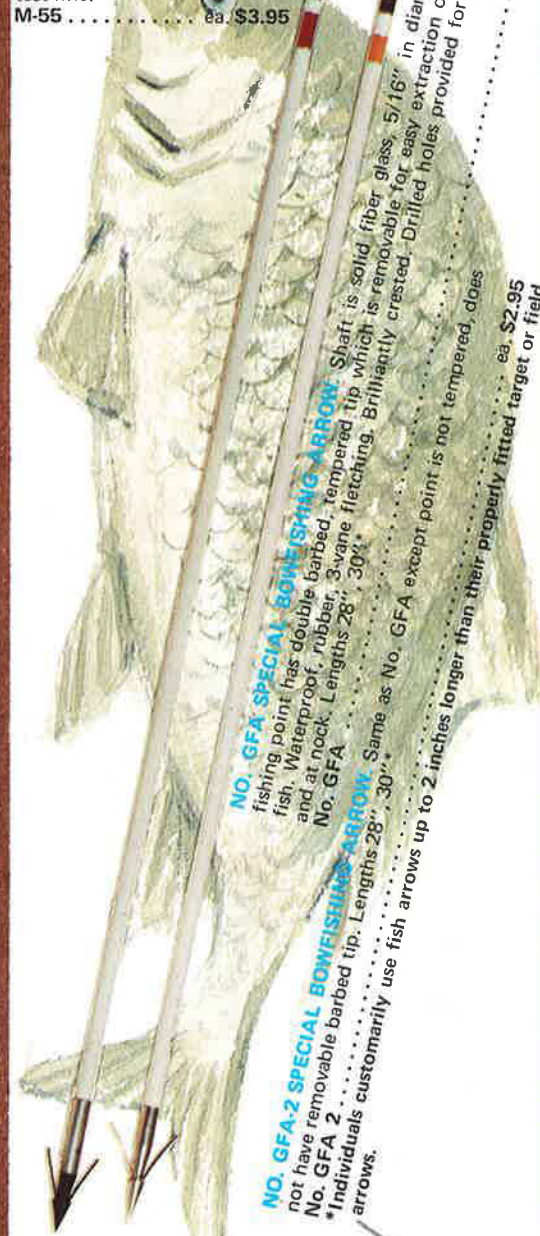 M-55 . . . . . . . . . . ea. $3.95
NO. GFA SPECIAL BOWFISHING ARROW. Shaft is solid fiber glass, 5/16" in
fishing point has double barbed, tempered tip which is removable for easy extraction
fish. Waterproof, rubber, 3-vane fletching. Brilliantly crested. Drilled holes provided for
and at nock. Lengths 28", 30"*
No. GFA . . . . . . . . . .
NO. GFA-2 SPECIAL BOWFISHING ARROW. Same as No. GFA except point is not tempered, does
not have removable barbed tip. Lengths 28", 30"*
No. GFA 2 . . . . . . . . . . ea. $2.95
*Individuals customarily use fish arrows up to 2 inches longer than their properly fitted target or field
arrows.